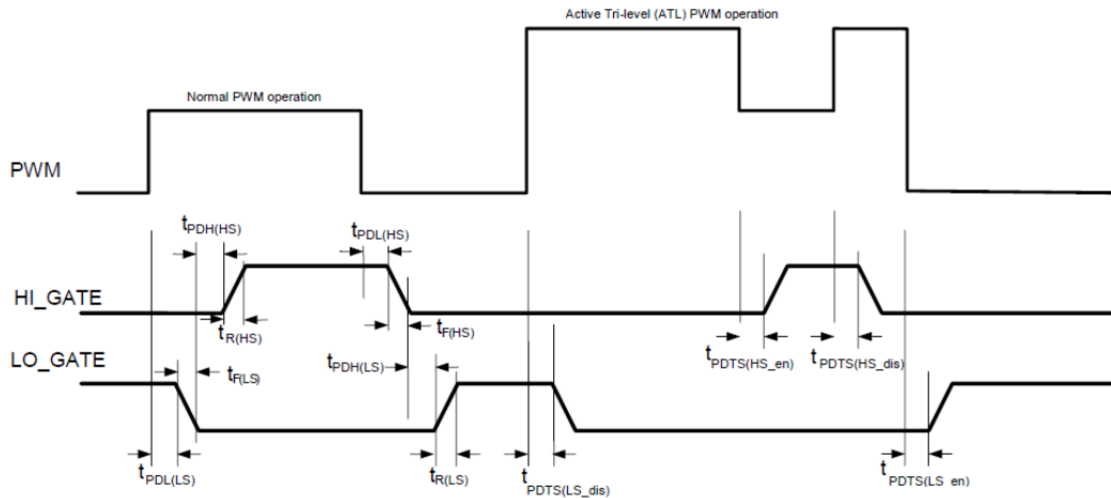 Active Tri-level (ATL) PWM operation
Normal PWM operation
PWM
tPDH(HS)
tPDL(HS)
HI_GATE
tR(HS)
tF(HS)
LO_GATE
tF(LS)
tPDH(LS)
tPDTS(HS_en)
tPDTS(HS_dis)
tPDL(LS)
tR(LS)
tPDTS(LS_dis)
tPDTS(LS_en)